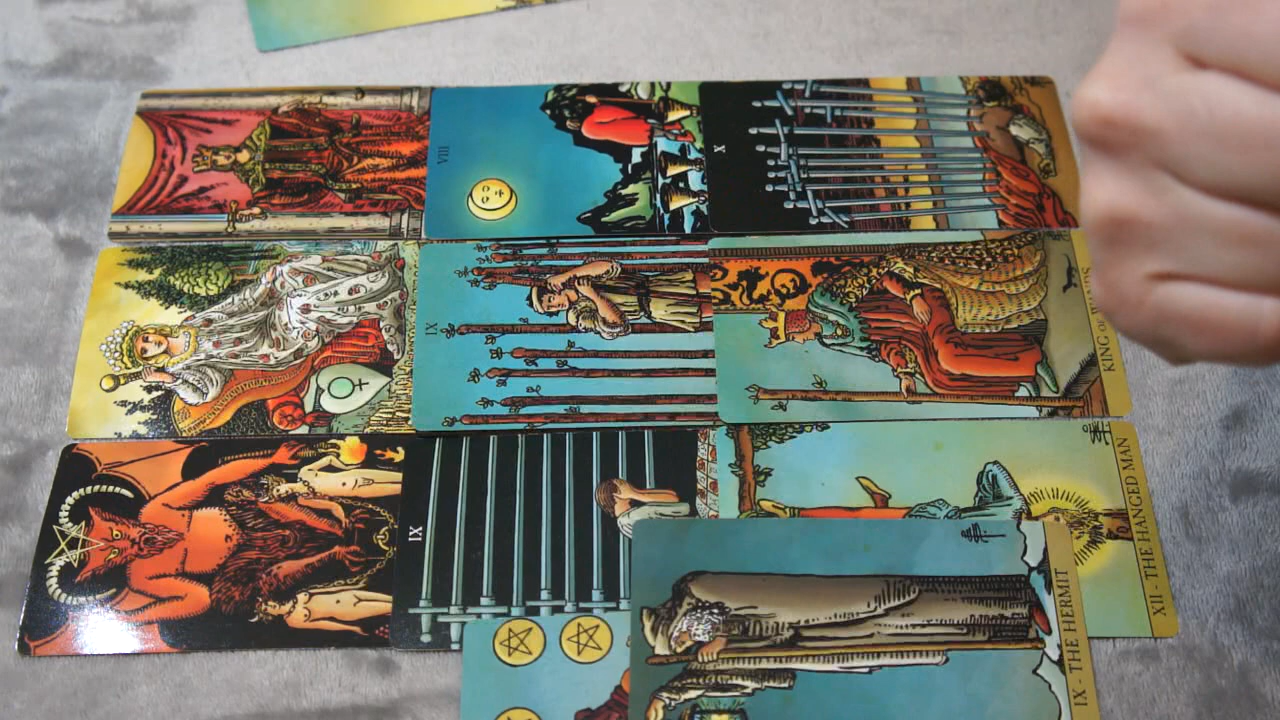 VIII
X
IX
KING OF WANDS
IX
XII - THE HANGED MAN
IX - THE HERMIT